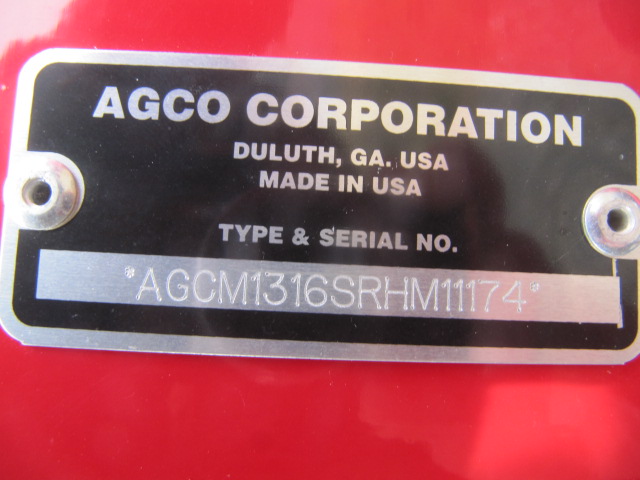 AGCO CORPORATION
DULUTH, GA. USA
MADE IN USA
TYPE & SERIAL NO.
*AGCM1316SRHM11174*